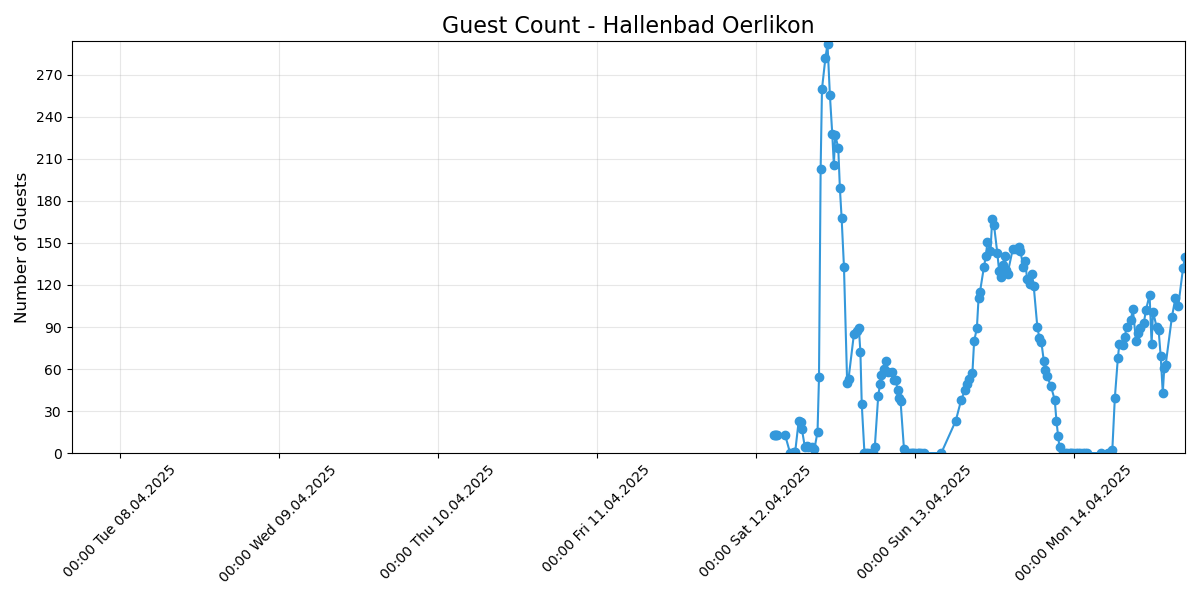 Guest Count - Hallenbad Oerlikon
Number of Guests
270
240
210
180
150
120
90
60
30
0
00:00 Tue 08.04.2025
00:00 Wed 09.04.2025
00:00 Thu 10.04.2025
00:00 Fri 11.04.2025
00:00 Sat 12.04.2025
00:00 Sun 13.04.2025
00:00 Mon 14.04.2025